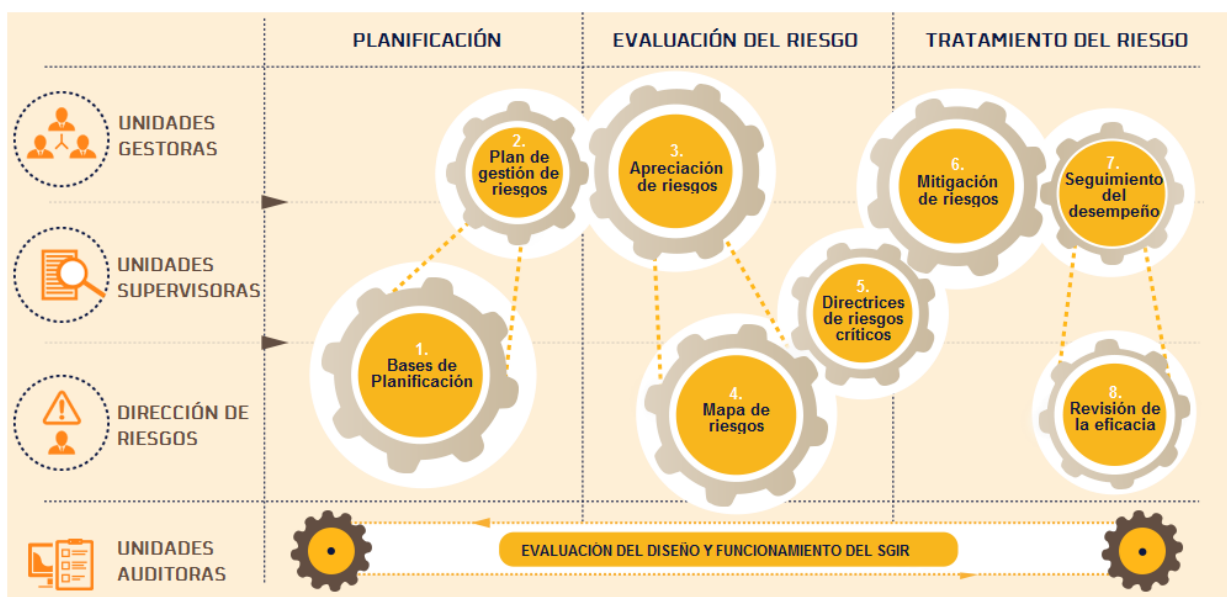 PLANIFICACIÓN
EVALUACIÓN DEL RIESGO
TRATAMIENTO DEL RIESGO
UNIDADES
GESTORAS
2.
Plan de
gestión de
riesgos
3.
Apreciación
de riesgos
6.
Mitigación
de riesgos
7.
Seguimiento
del
desempeño
UNIDADES
SUPERVISORAS
5.
Directrices
de riesgos
críticos
1.
Bases de
Planificación
DIRECCIÓN DE
RIESGOS
4.
Mapa de
riesgos
8.
Revisión de
la eficacia
UNIDADES
AUDITORAS
EVALUACIÓN DEL DISEÑO Y FUNCIONAMIENTO DEL SGIR